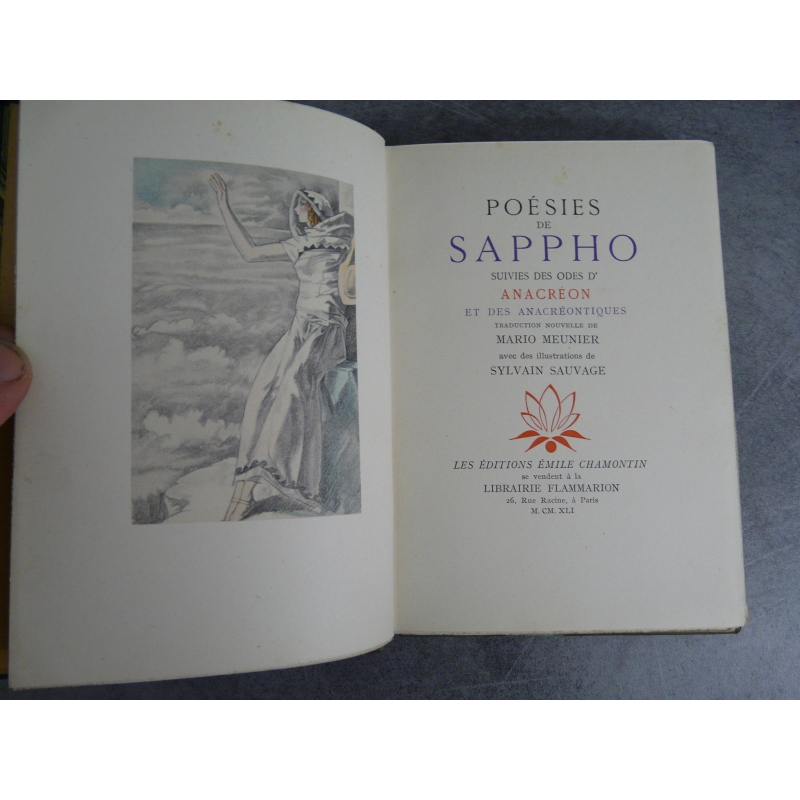 POÉSIES
DE
SAPPHO
SUIVIES DES ODES D'
ANACRÉON
ET DES ANACRÉONTIQUES
TRADUCTION NOUVELLE DE
MARIO MEUNIER
avec des illustrations de
SYLVAIN SAUVAGE
LES ÉDITIONS ÉMILE CHAMONTIN
se vendent à la
LIBRAIRIE FLAMMARION
26, Rue Racine, à Paris
M. CM. XLI